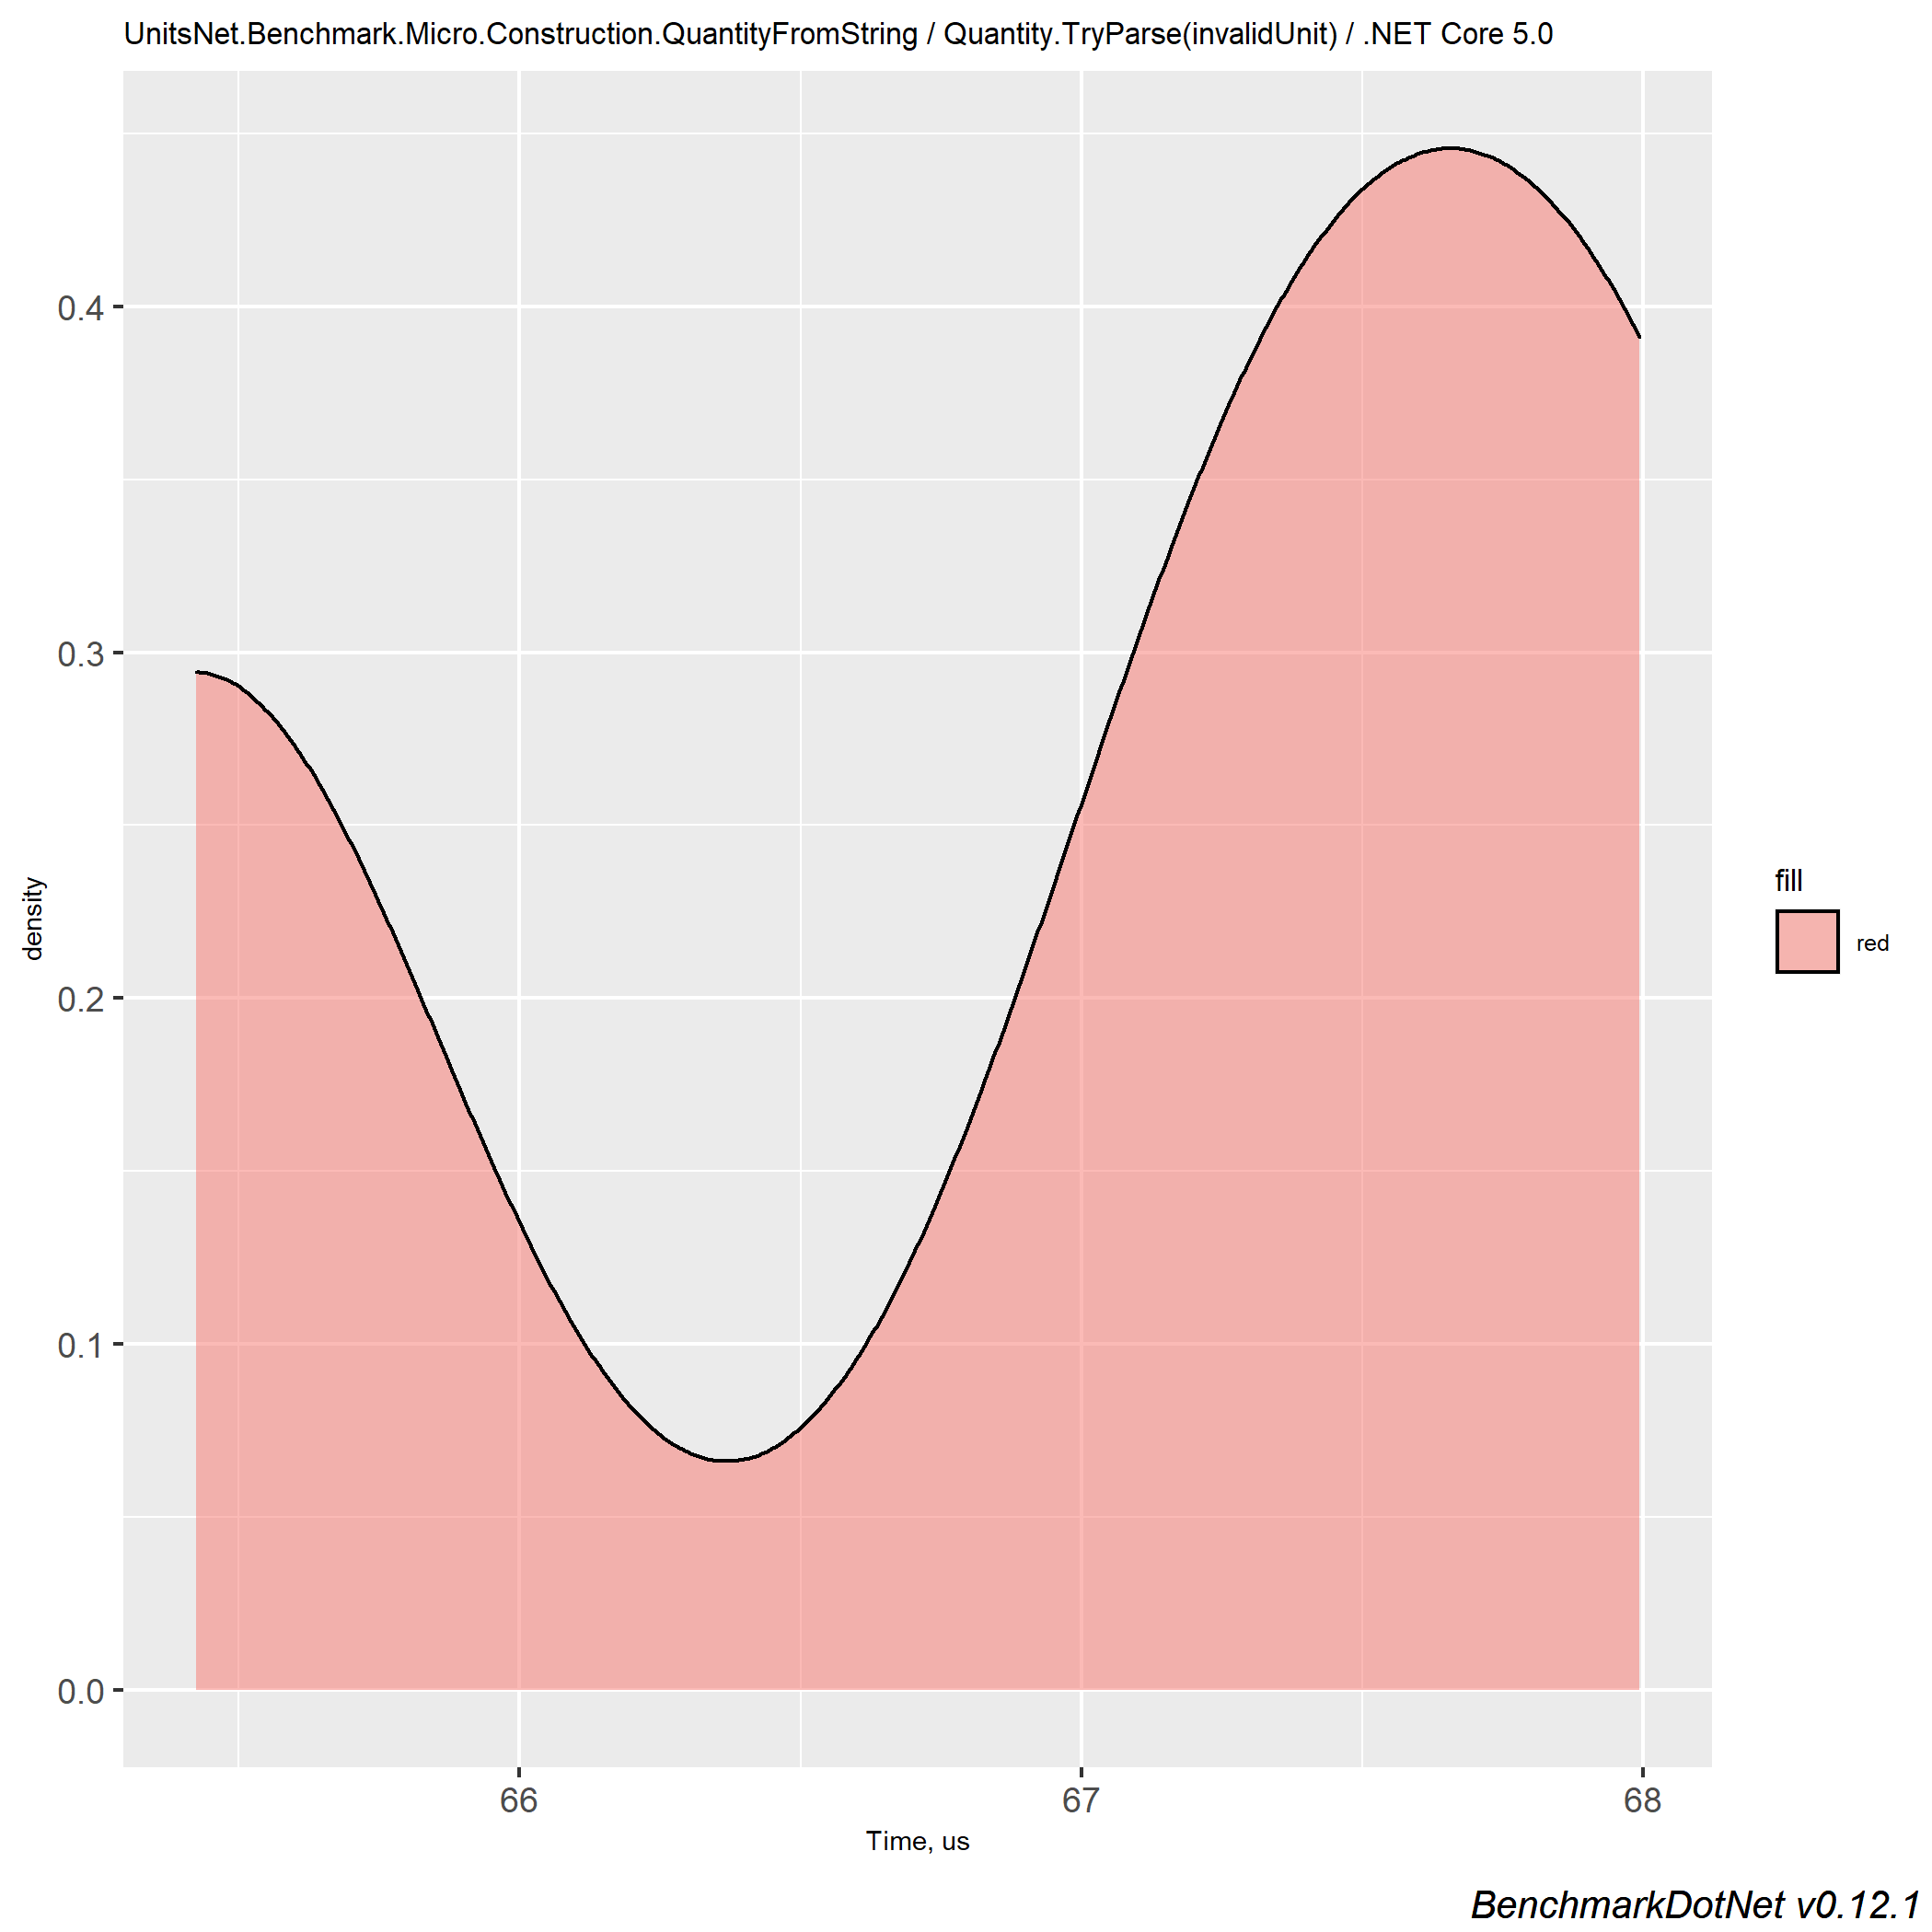 UnitsNet.Benchmark.Micro.Construction.QuantityFromString / Quantity.TryParse(invalidUnit) / .NET Core 5.0
0.4
0.3
0.2
0.1
0.0
density
66 67 68
Time, us
fill
red
BenchmarkDotNet v0.12.1